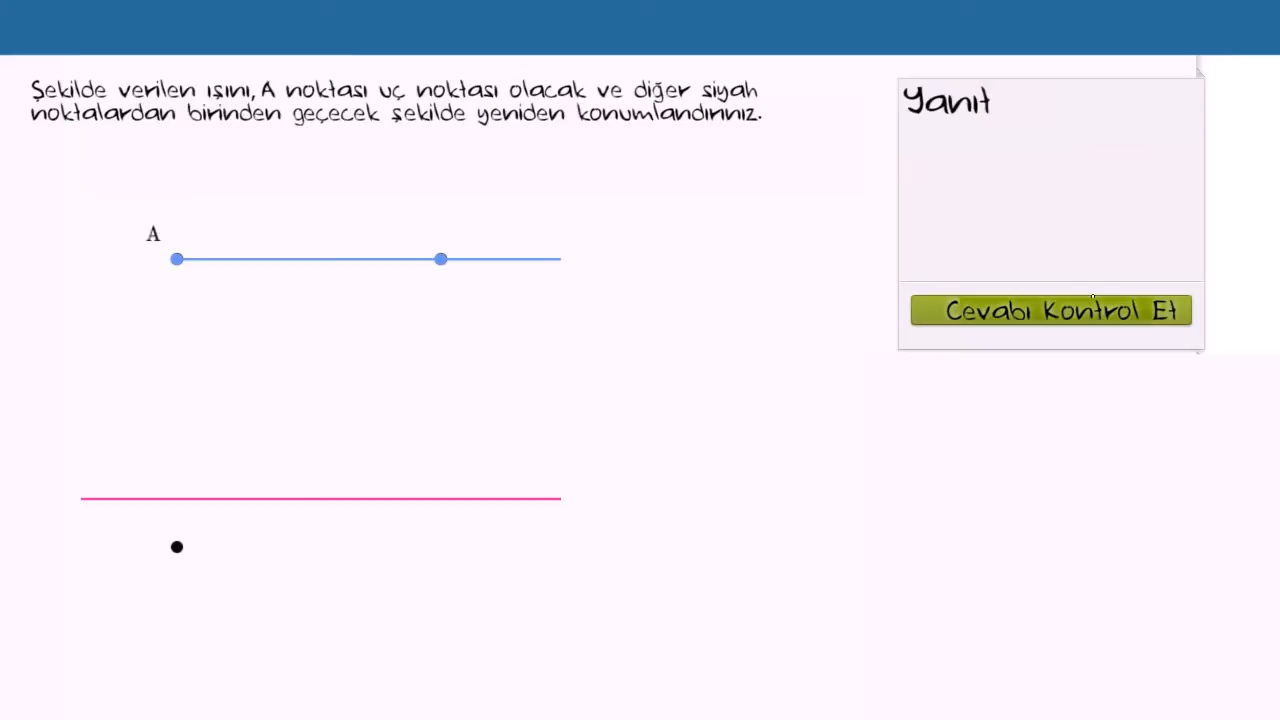 Şekilde verilen ışını, A noktası uç noktası olacak ve diğer siyah
noktalardan birinden geçecek şekilde yeniden konumlandırınız.
Yanıt
A
Cevabı Kontrol Et